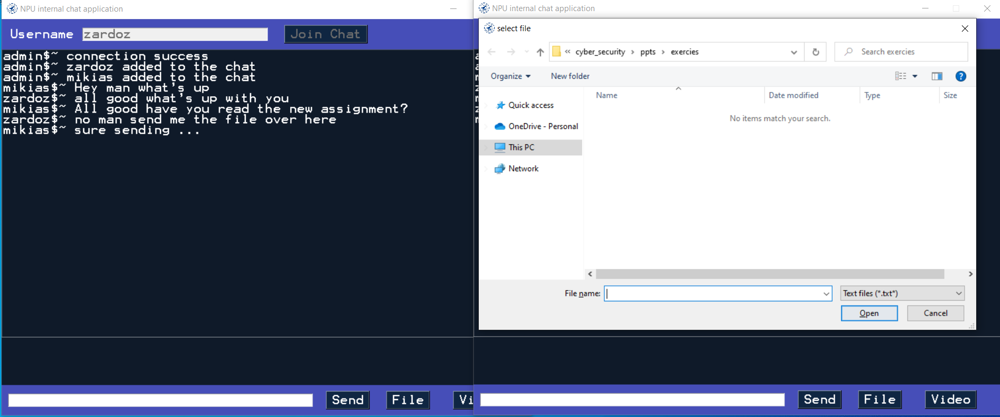 NPU internal chat application
Username zardoz Join Chat
admin$~ connection success
admin$~ zardoz added to the chat
admin$~ mikias added to the chat
mikias$~ Hey man what's up
zardoz$~ all good what's up with you
mikias$~ All good have you read the new assignment?
zardoz$~ no man send me the file over here
mikias$~ sure sending ...
Send File Vi
NPU internal chat application
select file
« cyber_security › ppts › exercies
Search exercies
Organize New folder
Name Date modified Type Size
Quick access
OneDrive - Personal
This PC
Network
No items match your search.
File name: Text files (*.txt*)
Open Cancel
Send File Video